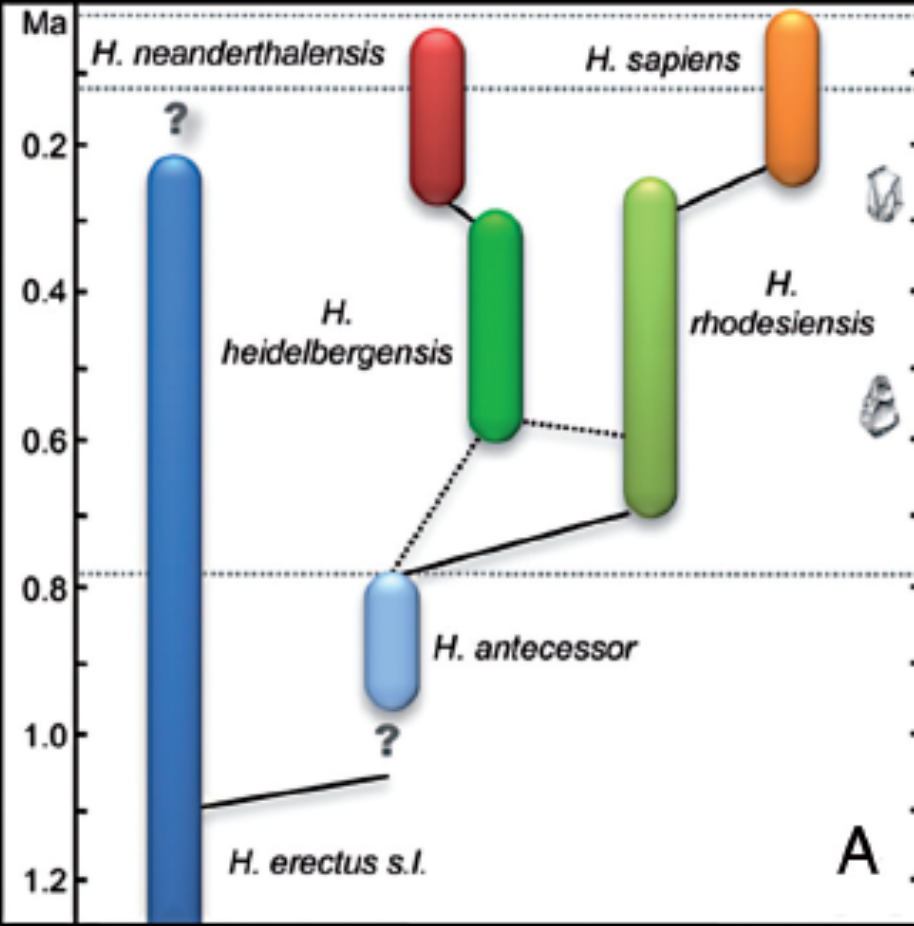 Ma
H. neanderthalensis
H. sapiens
?
0.2
0.4
H.
heidelbergensis
H.
rhodesiensis
0.6
0.8
H. antecessor
1.0
?
H. erectus s.l.
A
1.2